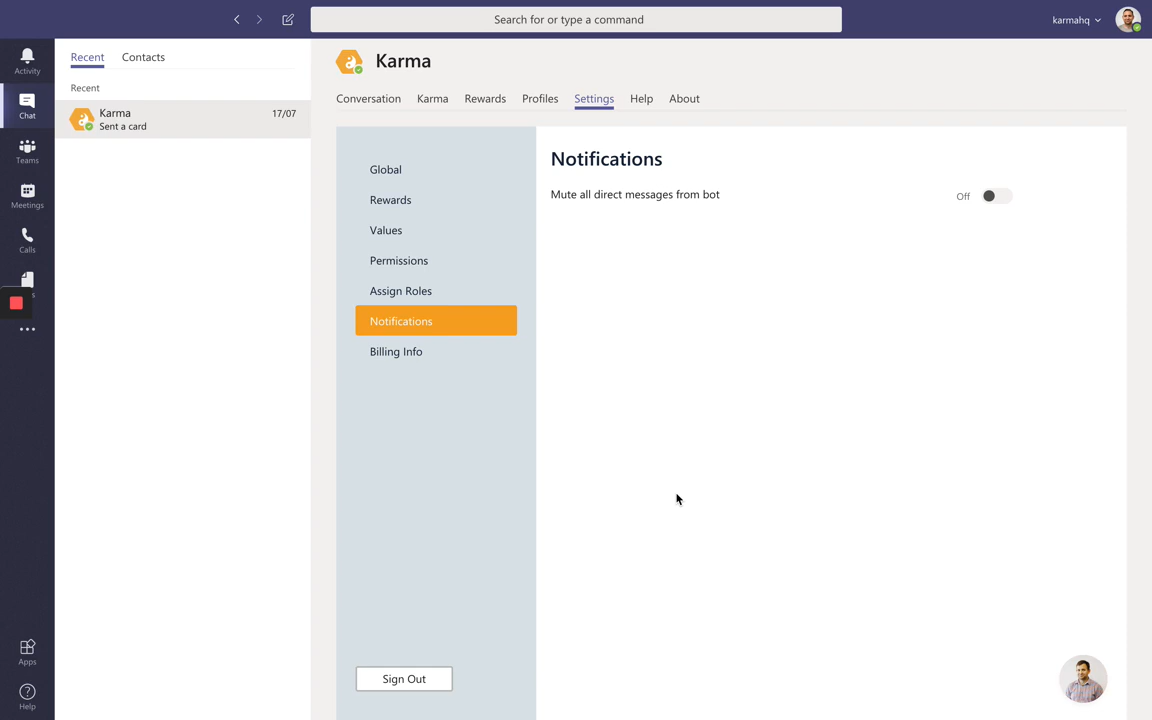 Search for or type a command
karmahq
Activity
Chat
Teams
Meetings
Calls
Apps
Help
Recent Contacts
Recent
Karma 17/07
Sent a card
Karma
Conversation Karma Rewards Profiles Settings Help About
Global
Rewards
Values
Permissions
Assign Roles
Notifications
Billing Info
Sign Out
Notifications
Mute all direct messages from bot Off